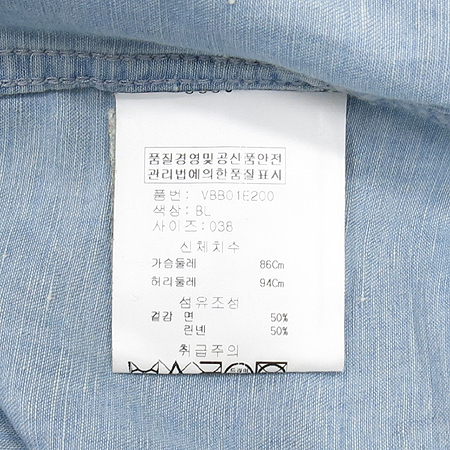 품질경영및공산품안전
관리법에의한품질표시
품번: VBB01E200
색상: BL
사이즈: 038
신체치수
가슴둘레 86Cm
허리둘레 94Cm
섬유조성
겉감 면 50%
린넨 50%
취급주의